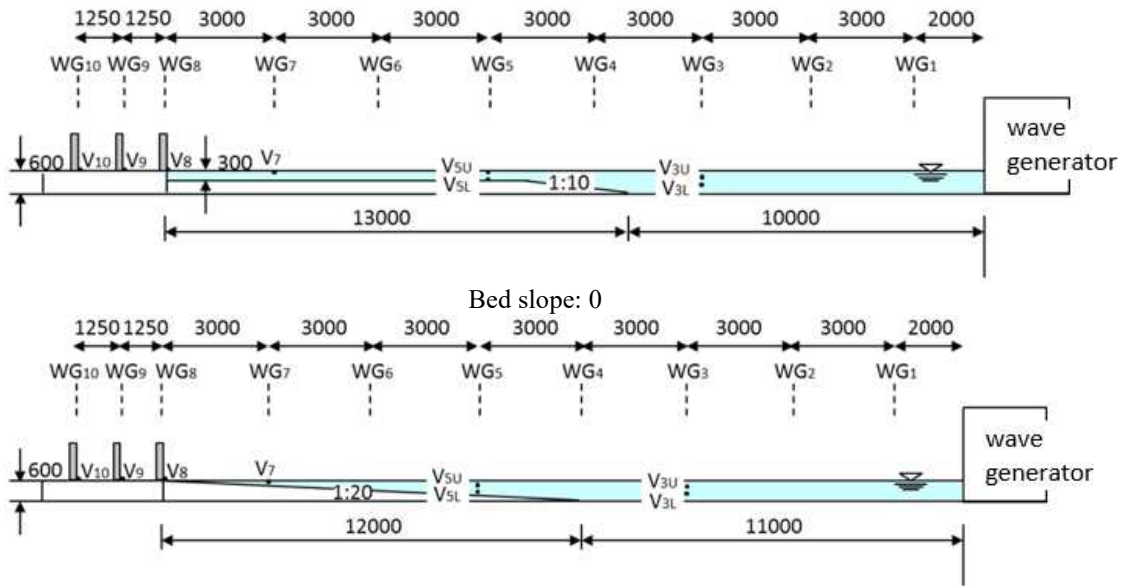 1250 1250 3000 3000 3000 3000 3000 3000 3000 2000
WG10 WG9 WG8 WG7 WG6 WG5 WG4 WG3 WG2 WG1
wave
generator
600 V10 V9 V8 300 V7 V5U V3U
V5L 1:10 V3L
13000 10000
Bed slope: 0
1250 1250 3000 3000 3000 3000 3000 3000 3000 2000
WG10 WG9 WG8 WG7 WG6 WG5 WG4 WG3 WG2 WG1
wave
generator
600 V10 V9 V8 V7 V5U V3U
1:20 V5L V3L
12000 11000